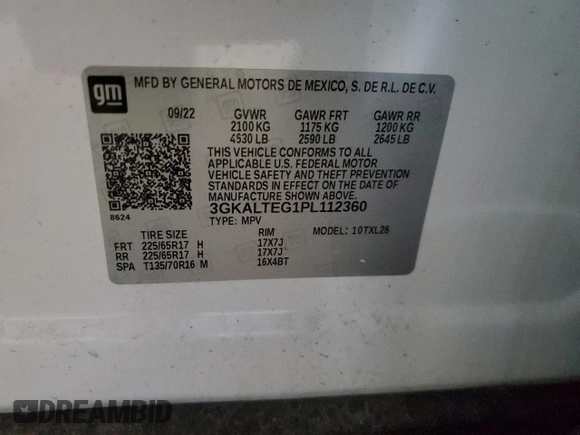 gm
MFD BY GENERAL MOTORS DE MEXICO, S. DE R.L. DE C.V.
09/22 GVWR GAWR FRT GAWR RR
2100 KG 1175 KG 1200 KG
4530 LB 2590 LB 2645 LB
THIS VEHICLE CONFORMS TO ALL
APPLICABLE U.S. FEDERAL MOTOR
VEHICLE SAFETY, THEFT PREVENTION
STANDARDS IN EFFECT ON THE DATE OF
MANUFACTURE SHOWN ABOVE.
8624 3GKALTEG1PL112360
TYPE: MPV
TIRE SIZE RIM MODEL: 10TXL26
FRT 225/65R17 H 17X7J
RR 225/65R17 H 17X7J
SPA T135/70R16 M 16X4BT
DREAMBID